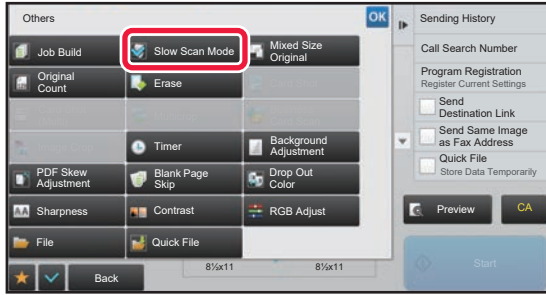 Others
OK
Job Build
Slow Scan Mode
Mixed Size
Original
Original
Count
Erase
Timer
Background
Adjustment
PDF Skew
Adjustment
Blank Page
Skip
Drop Out
Color
Sharpness
Contrast
RGB Adjust
File
Quick File
Back
8½x11
8½x11
Sending History
Call Search Number
Program Registration
Register Current Settings
Send
Destination Link
Send Same Image
as Fax Address
Quick File
Store Data Temporarily
Preview
CA
Start